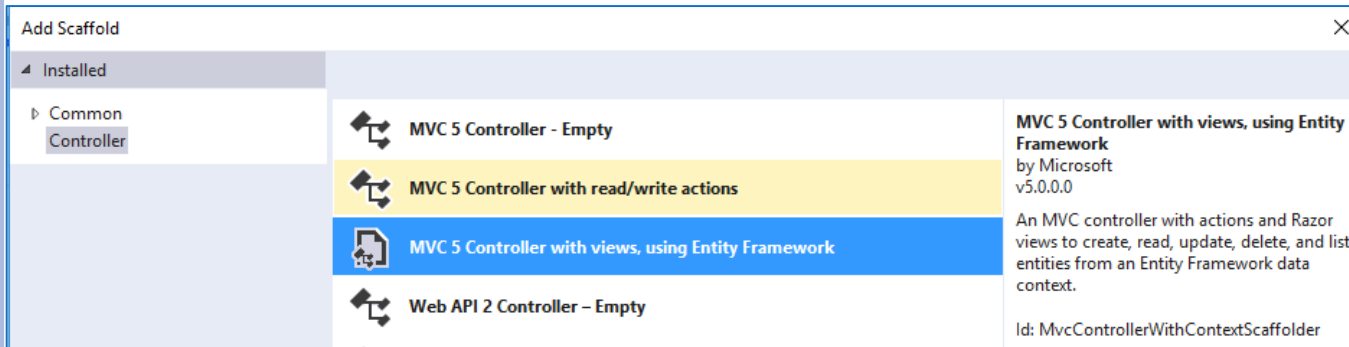 Add Scaffold
Installed
Common
Controller
MVC 5 Controller - Empty
MVC 5 Controller with read/write actions
MVC 5 Controller with views, using Entity Framework
Web API 2 Controller – Empty
MVC 5 Controller with views, using Entity
Framework
by Microsoft
v5.0.0.0
An MVC controller with actions and Razor
views to create, read, update, delete, and list
entities from an Entity Framework data
context.
Id: MvcControllerWithContextScaffolder